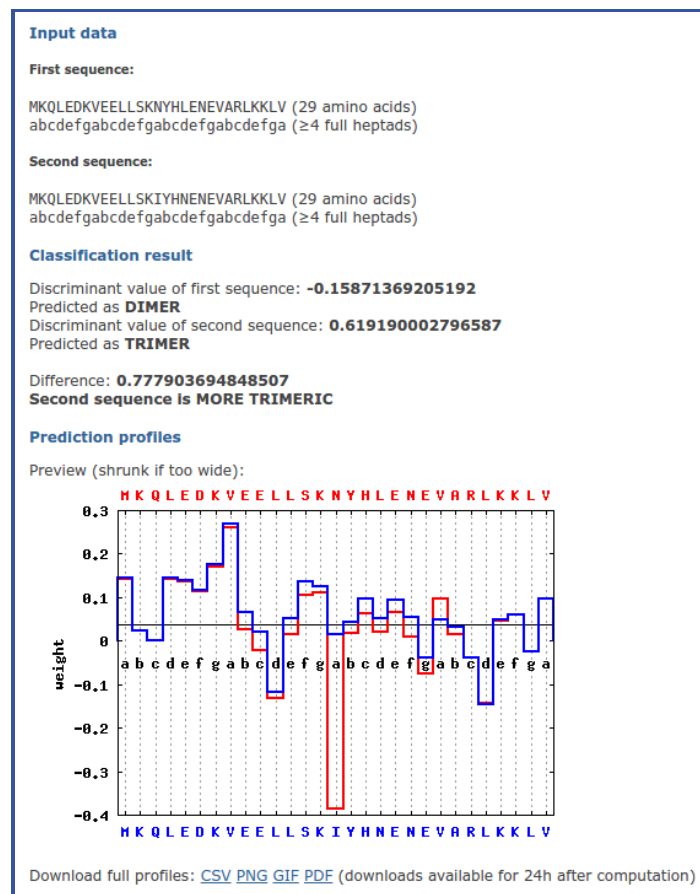 Input data
First sequence:
MKQLEDKVEELLSKNYHLENEVARLKKLV (29 amino acids)
abcdefgabcdefgabcdefgabcdefga (≥4 full heptads)
Second sequence:
MKQLEDKVEELLSKIYHNENEVARLKKLV (29 amino acids)
abcdefgabcdefgabcdefgabcdefga (≥4 full heptads)
Classification result
Discriminant value of first sequence: -0.15871369205192
Predicted as DIMER
Discriminant value of second sequence: 0.619190002796587
Predicted as TRIMER
Difference: 0.777903694848507
Second sequence is MORE TRIMERIC
Prediction profiles
Preview (shrunk if too wide):
M K Q L E D K V E E L L S K N Y H L E N E V A R L K K L V
0.3
0.2
0.1
0
a b c d e f g a b c d e f g a b c d e f g a b c d e f g a
-0.1
-0.2
-0.3
-0.4
weight
M K Q L E D K V E E L L S K I Y H N E N E V A R L K K L V
Download full profiles: CSV PNG GIF PDF (downloads available for 24h after computation)